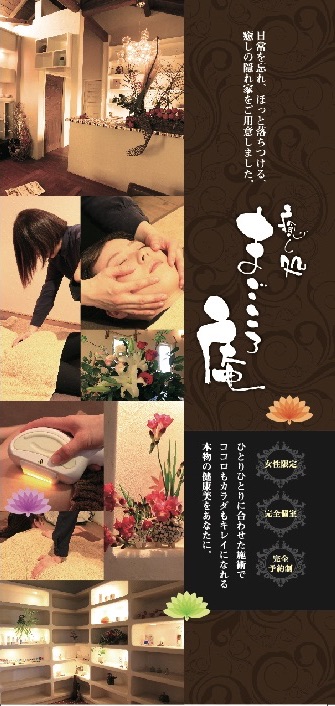 日常を忘れ、ほっと落ちつける、
癒しの隠れ家をご用意しました。
癒し処
まごころ
庵
女性限定
完全個室
完全
予約制
ひとりひとりに合わせた施術で
ココロもカラダもキレイになれる
本物の健康美をあなたに。